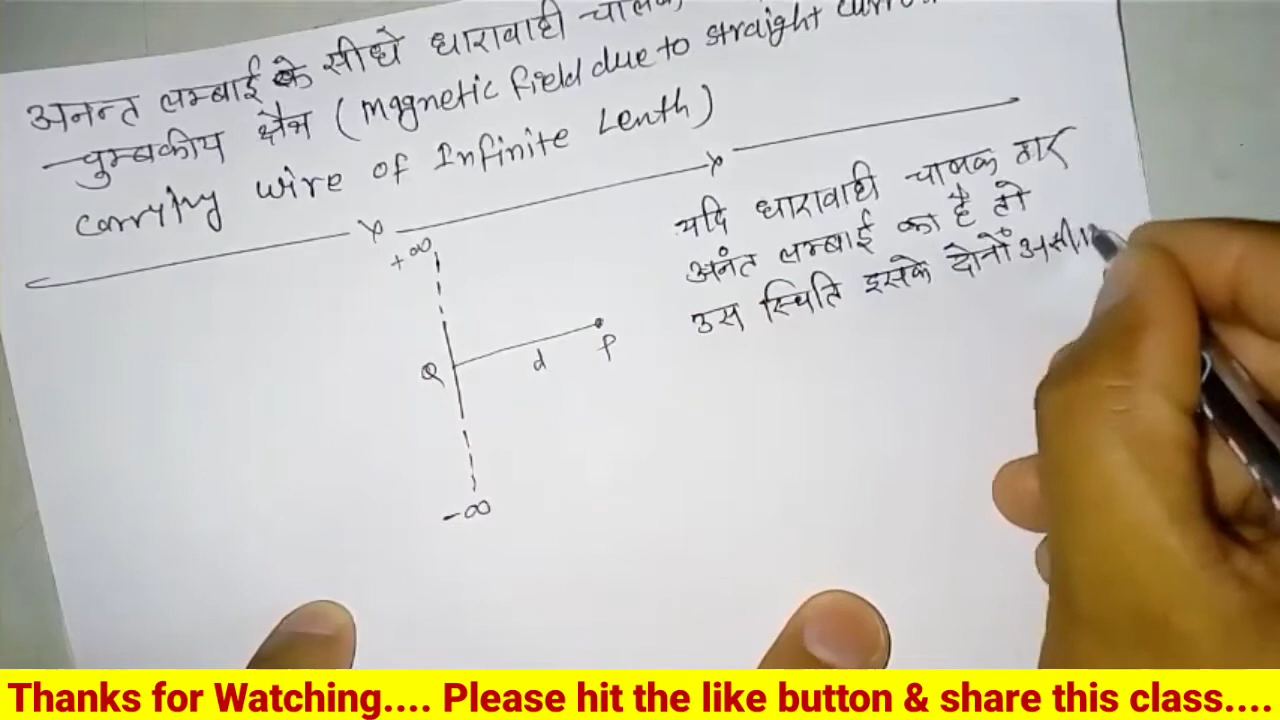 अनन्त लम्बाई के सीधे धारावाही
चुम्बकीय क्षेत्र (Magnetic field due to straight
carrying wire of Infinite Lenth)
यदि धारावाही चालक तार
अनंत लम्बाई का है तो
उस स्थिति इसके दोनों
+∞
Q
d
P
-∞
Thanks for Watching.... Please hit the like button & share this class....